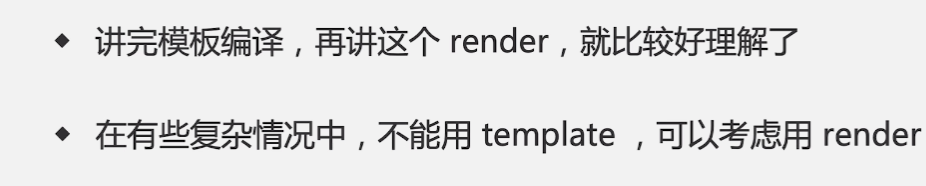 ◆ 讲完模板编译，再讲这个 render，就比较好理解了
◆ 在有些复杂情况中，不能用 template ，可以考虑用 render